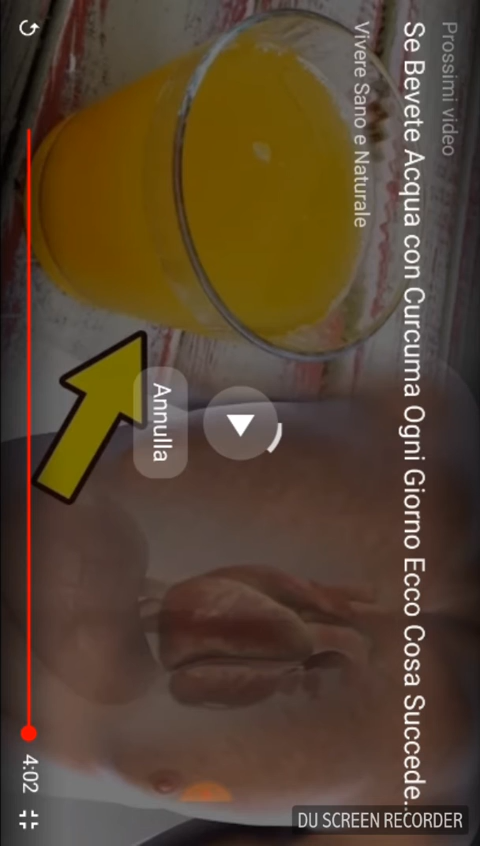 Prossimi video
Se Bevete Acqua con Curcuma Ogni Giorno Ecco Cosa Succede...
Vivere Sano e Naturale
Annulla
4:02
DU SCREEN RECORDER